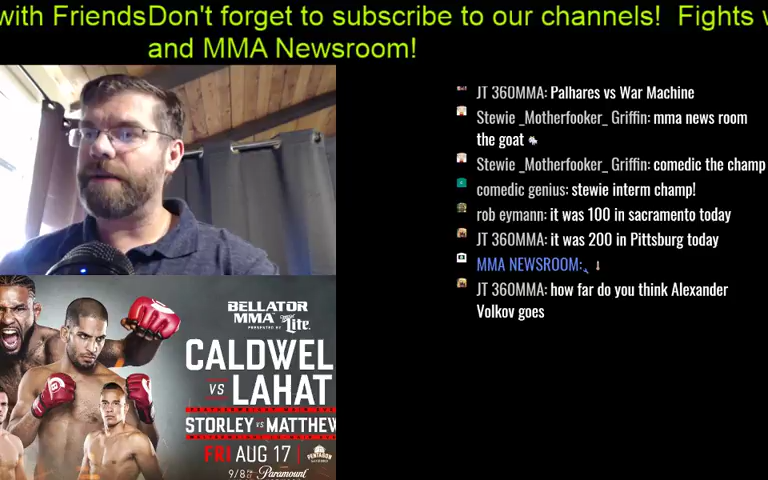 with FriendsDon't forget to subscribe to our channels!  Fights w
and MMA Newsroom!
JT 360MMA: Palhares vs War Machine
Stewie _Motherfooker_ Griffin: mma news room
the goat
Stewie _Motherfooker_ Griffin: comedic the champ
comedic genius: stewie interm champ!
rob eymann: it was 100 in sacramento today
JT 360MMA: it was 200 in Pittsburg today
MMA NEWSROOM:
JT 360MMA: how far do you think Alexander
Volkov goes
BELLATOR
MMA PRESENTED BY Miller Lite
CALDWEL
VS LAHAT
STORLEY VS MATTHEW
FRI AUG 17
9/8 Paramount